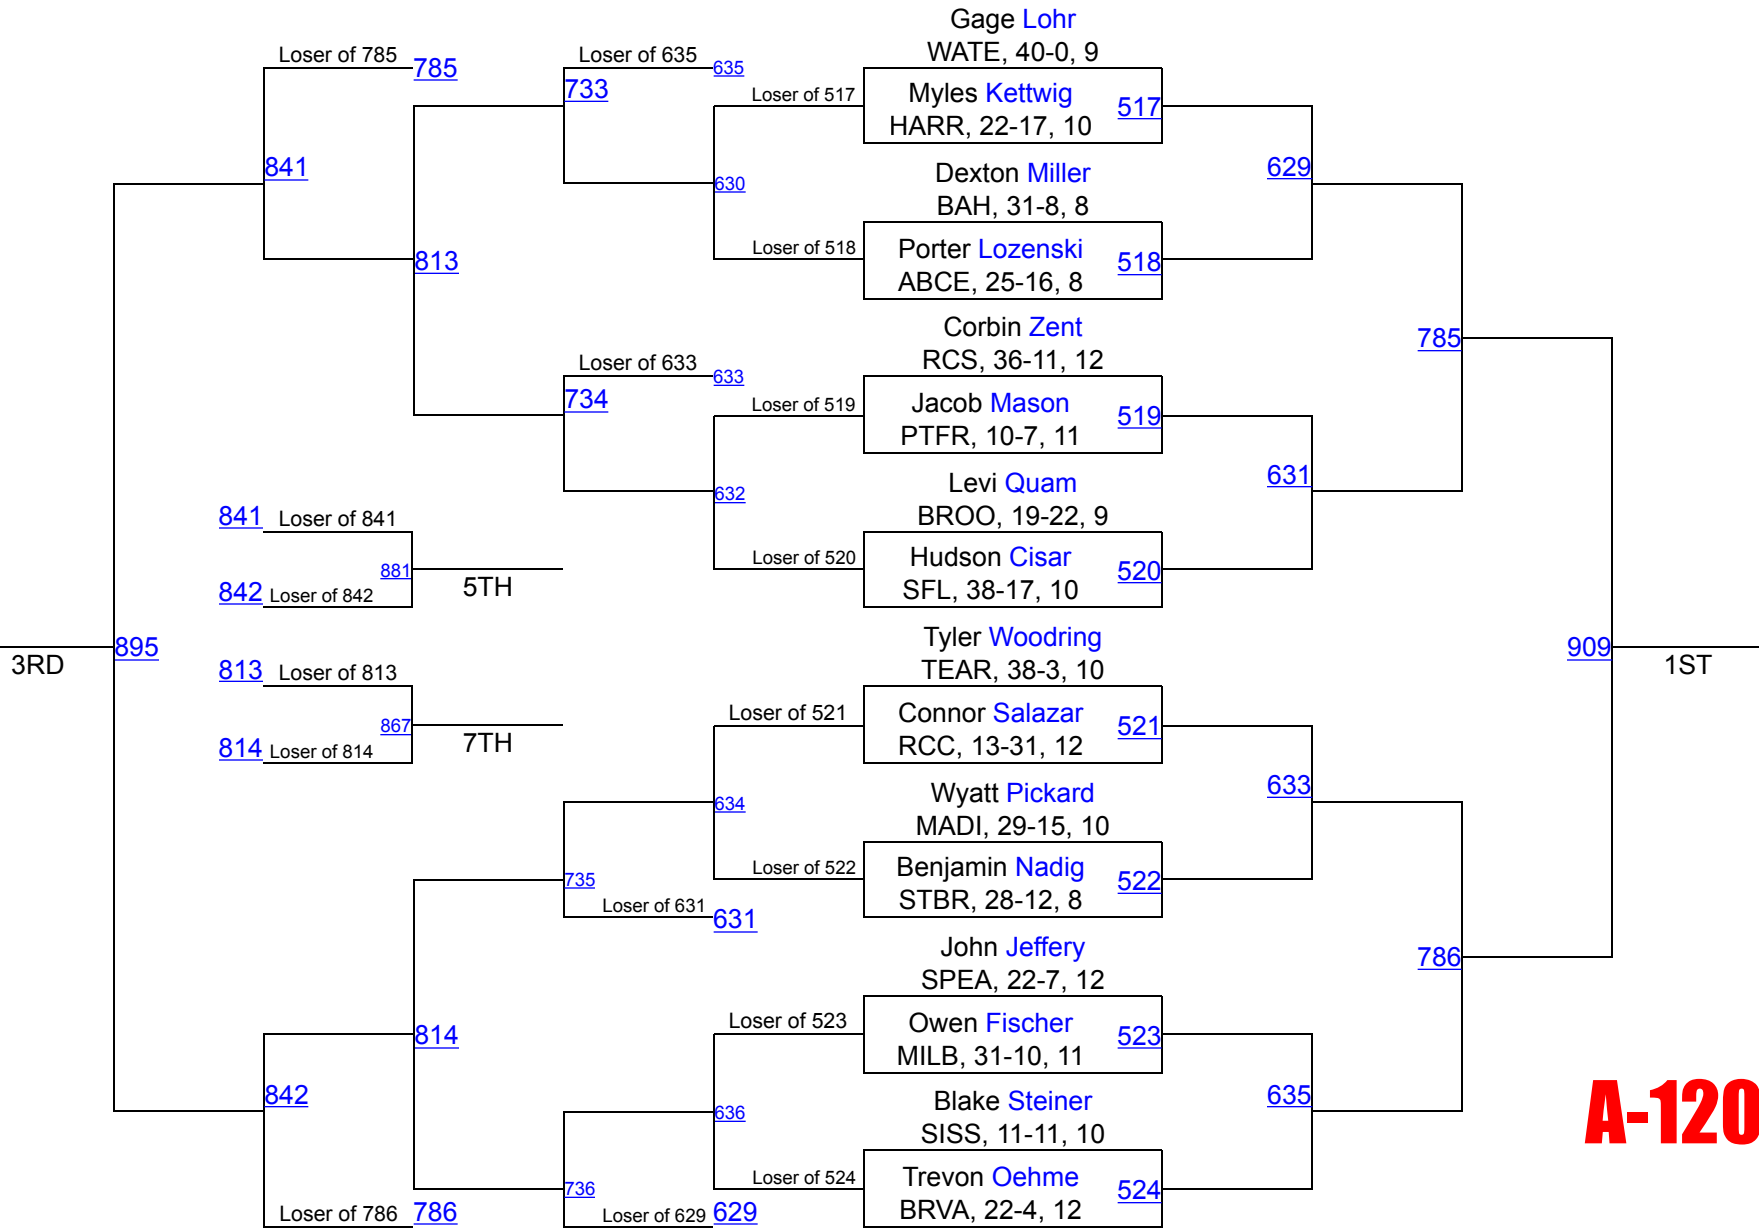 Gage Lohr
WATE, 40-0, 9
Loser of 785
785
Loser of 635
635
733
Loser of 517
Myles Kettwig
HARR, 22-17, 10
517
841
630
Dexton Miller
BAH, 31-8, 8
629
813
Loser of 518
Porter Lozenski
ABCE, 25-16, 8
518
Corbin Zent
RCS, 36-11, 12
785
Loser of 633
633
734
Loser of 519
Jacob Mason
PTFR, 10-7, 11
519
632
Levi Quam
BROO, 19-22, 9
631
841
Loser of 841
881
5TH
842
Loser of 842
Loser of 520
Hudson Cisar
SFL, 38-17, 10
520
Tyler Woodring
TEAR, 38-3, 10
3RD
895
909
1ST
813
Loser of 813
867
7TH
814
Loser of 814
Loser of 521
Connor Salazar
RCC, 13-31, 12
521
634
Wyatt Pickard
MADI, 29-15, 10
633
735
Loser of 522
Benjamin Nadig
STBR, 28-12, 8
522
Loser of 631
631
John Jeffery
SPEA, 22-7, 12
786
814
Loser of 523
Owen Fischer
MILB, 31-10, 11
523
842
636
Blake Steiner
SISS, 11-11, 10
635
A-120
736
Loser of 524
Trevon Oehme
BRVA, 22-4, 12
524
Loser of 786
786
Loser of 629
629